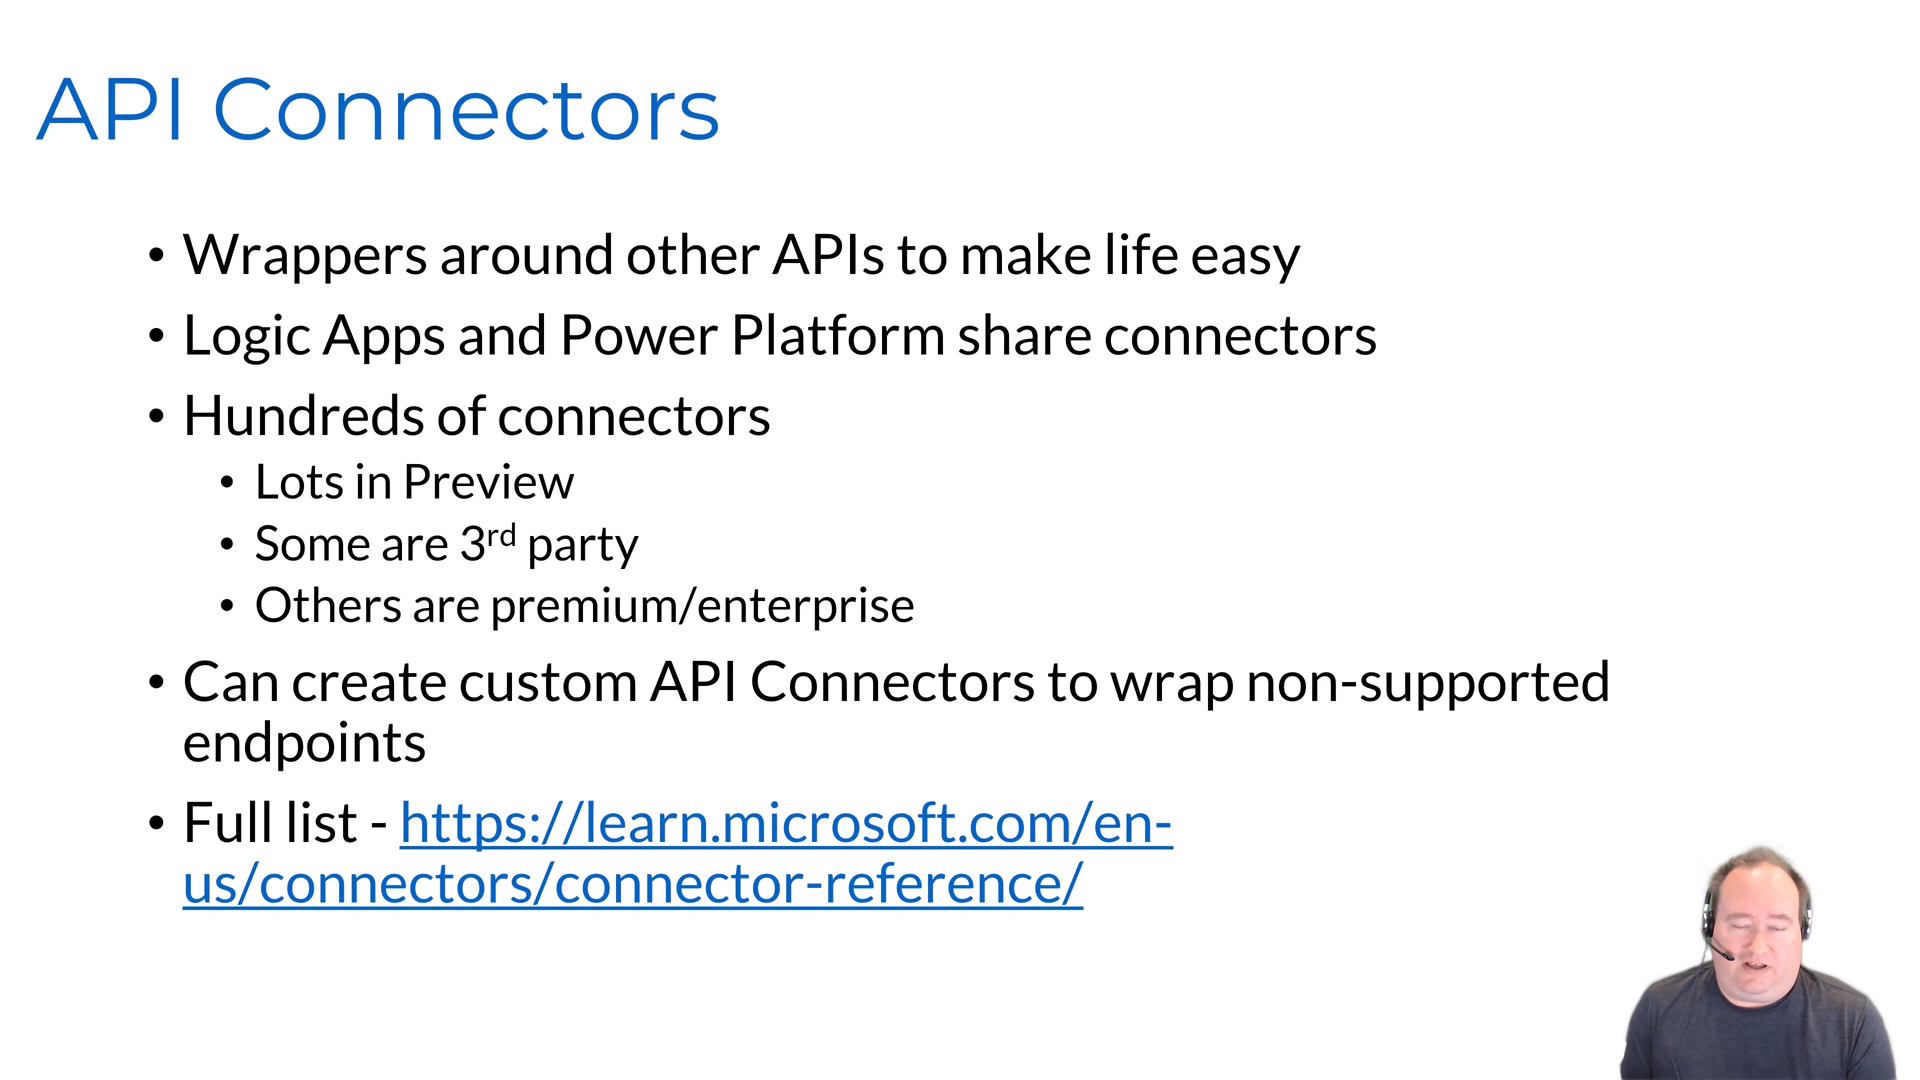 API Connectors
• Wrappers around other APIs to make life easy
• Logic Apps and Power Platform share connectors
• Hundreds of connectors
• Lots in Preview
• Some are 3rd party
• Others are premium/enterprise
• Can create custom API Connectors to wrap non-supported
endpoints
• Full list - https://learn.microsoft.com/en-
us/connectors/connector-reference/